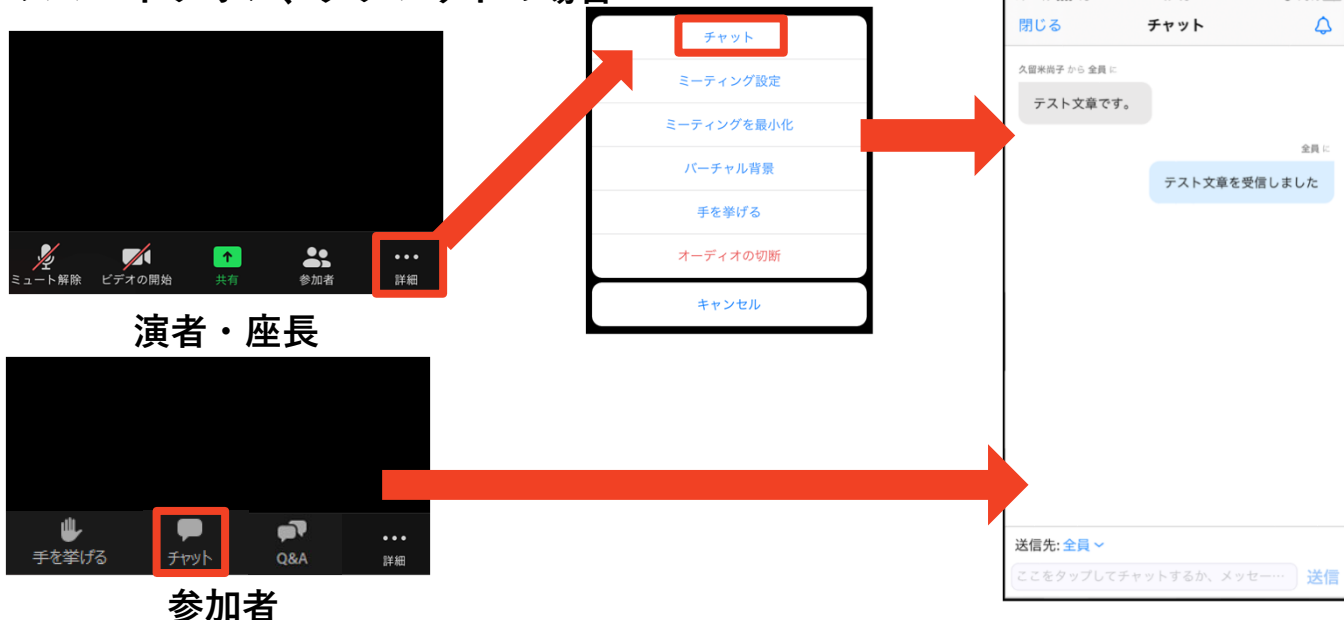 閉じる
チャット
久留米尚子 から 全員 に
テスト文章です。
全員 に
テスト文章を受信しました
送信先: 全員
ここをタップしてチャットするか、メッセー…
送信
チャット
ミーティング設定
ミーティングを最小化
バーチャル背景
手を挙げる
オーディオの切断
キャンセル
ミュート解除
ビデオの開始
共有
参加者
詳細
演者・座長
手を挙げる
チャット
Q&A
詳細
参加者